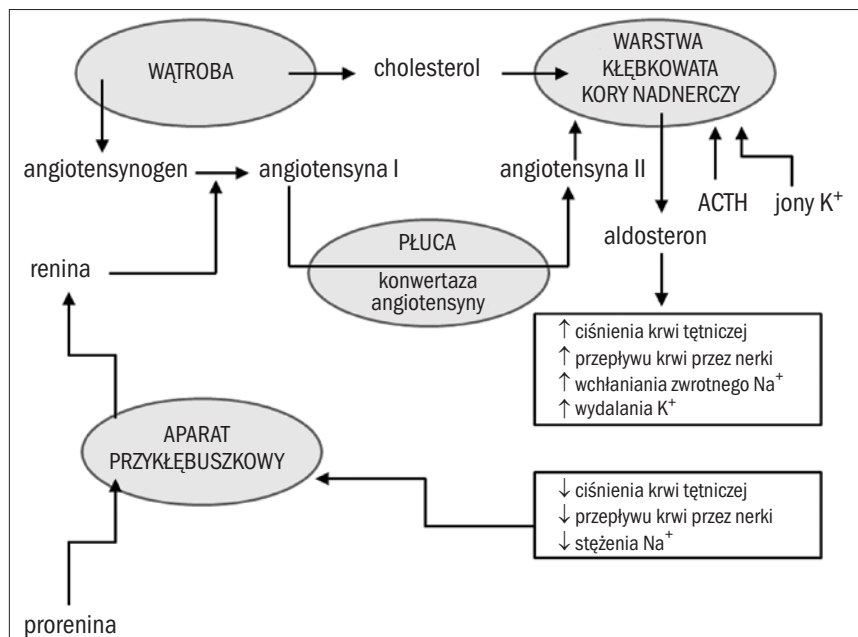 WĄTROBA
cholesterol
WARSTWA
KŁĘBKOWATA
KORY NADNERCZY
angiotensynogen
angiotensyna I
angiotensyna II
ACTH
jony K⁺
aldosteron
renina
PŁUCA
konwertaza
angiotensyny
↑ ciśnienia krwi tętniczej
↑ przepływu krwi przez nerki
↑ wchłaniania zwrotnego Na⁺
↑ wydalania K⁺
APARAT
PRZYKŁĘBUSZKOWY
↓ ciśnienia krwi tętniczej
↓ przepływu krwi przez nerki
↓ stężenia Na⁺
prorenina